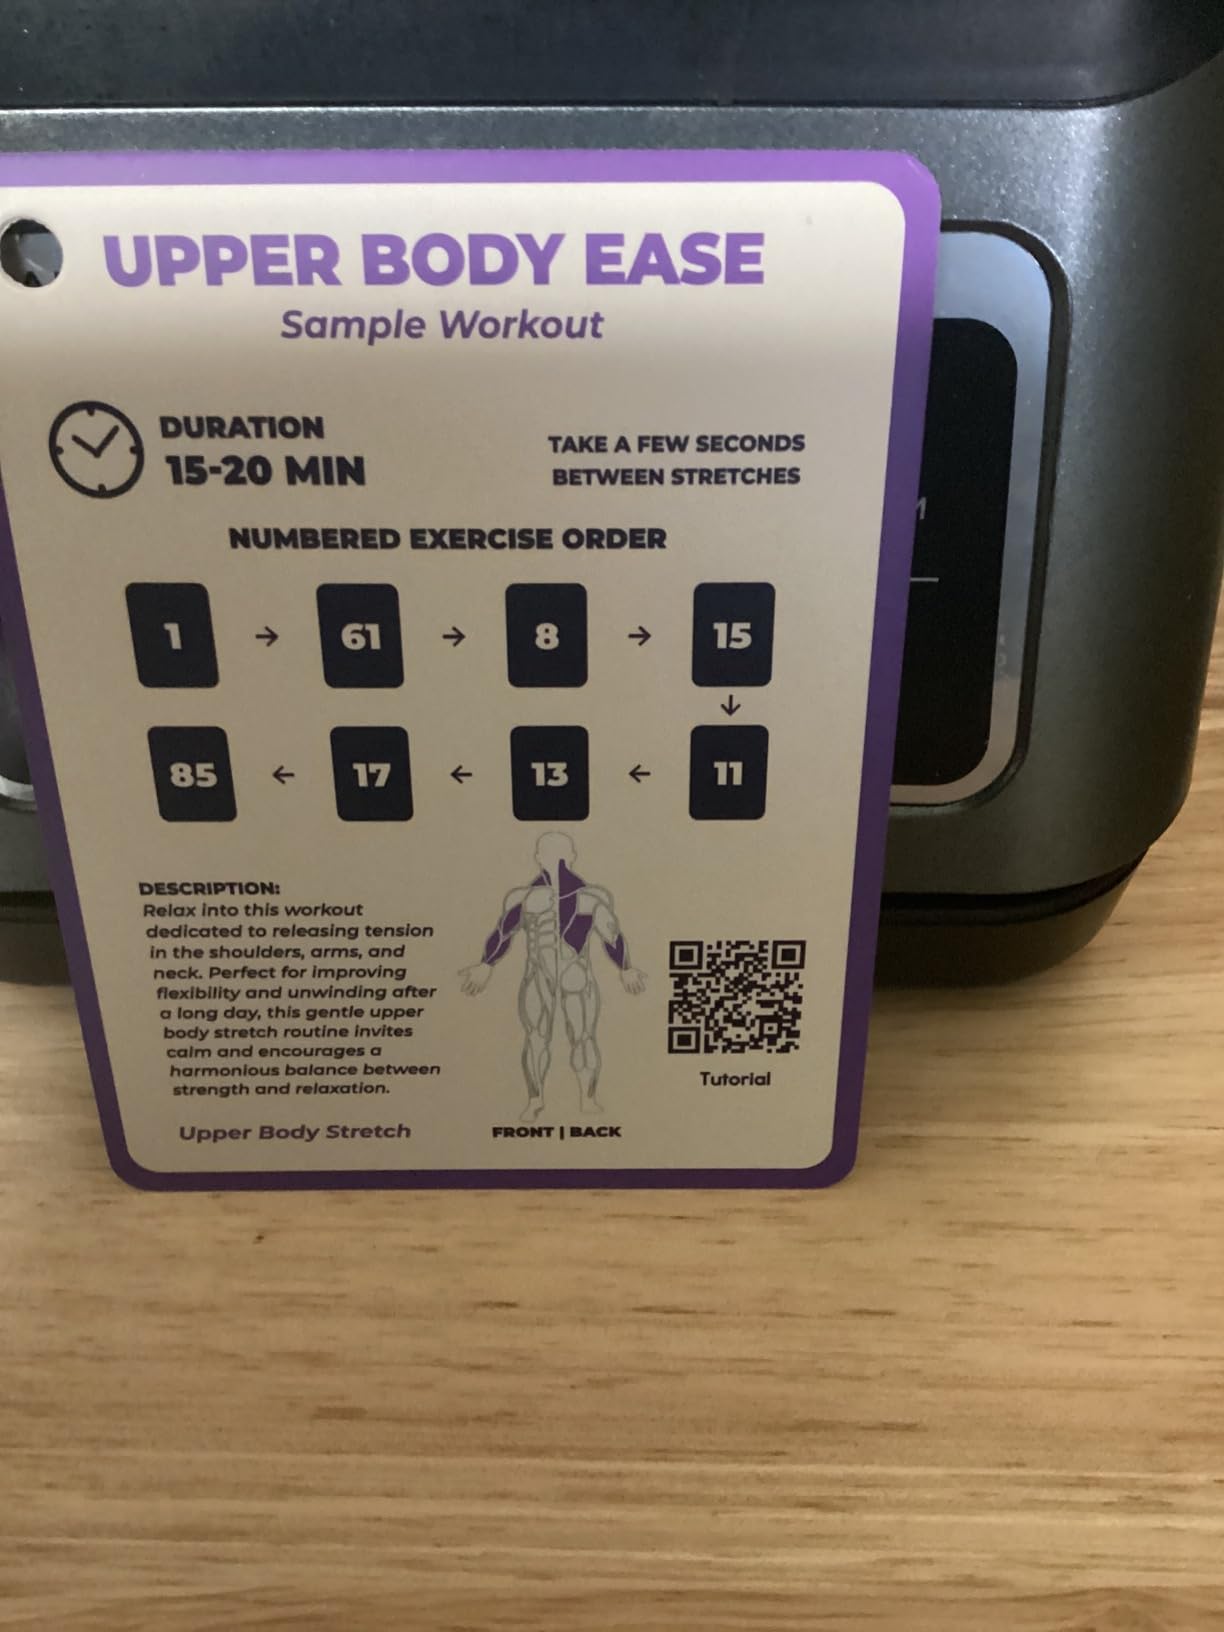 UPPER BODY EASE
Sample Workout
DURATION
15-20 MIN
TAKE A FEW SECONDS
BETWEEN STRETCHES
NUMBERED EXERCISE ORDER
1 → 61 → 8 → 15
↓
85 ← 17 ← 13 ← 11
DESCRIPTION:
Relax into this workout
dedicated to releasing tension
in the shoulders, arms, and
neck. Perfect for improving
flexibility and unwinding after
a long day, this gentle upper
body stretch routine invites
calm and encourages a
harmonious balance between
strength and relaxation.
Upper Body Stretch
FRONT | BACK
Tutorial